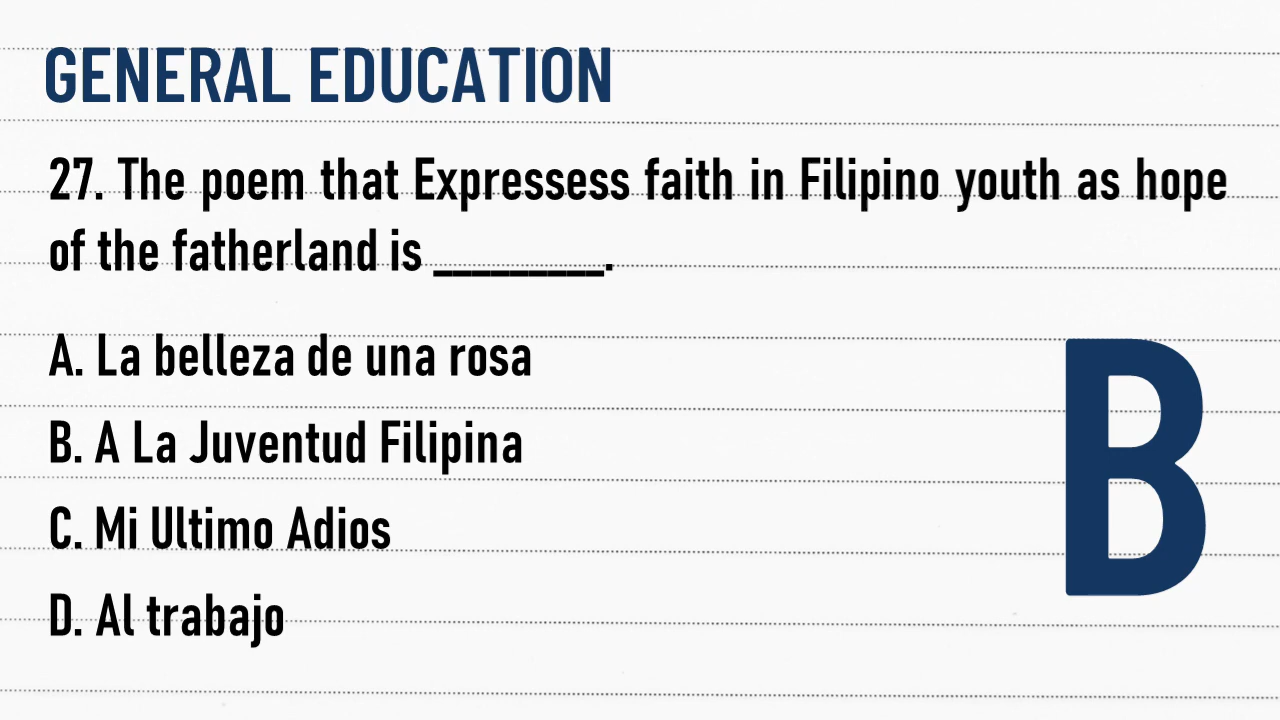 GENERAL EDUCATION
27. The poem that Expressess faith in Filipino youth as hope
of the fatherland is _________.
A. La belleza de una rosa
B. A La Juventud Filipina
C. Mi Ultimo Adios
D. Al trabajo
B